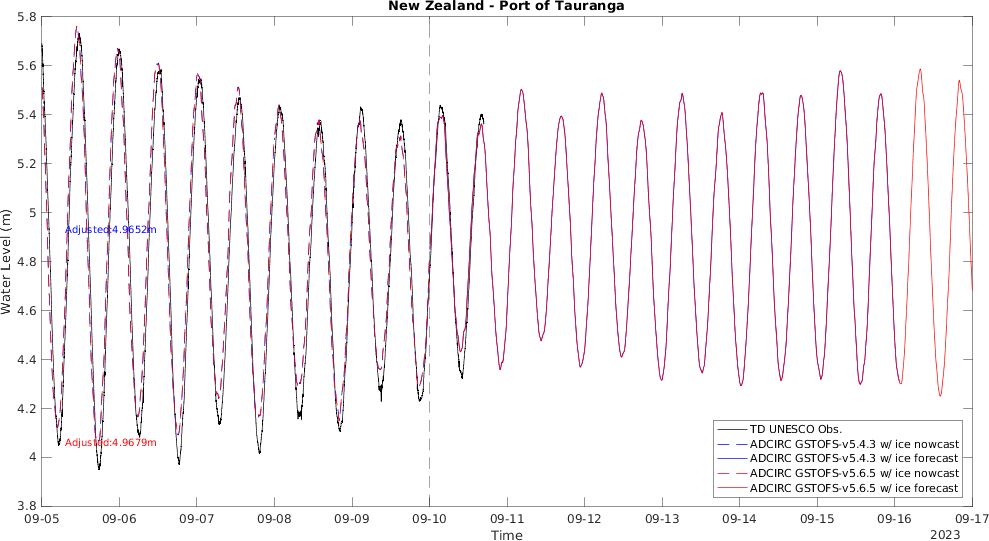 New Zealand - Port of Tauranga
5.8
5.6
5.4
5.2
5
4.8
4.6
4.4
4.2
4
3.8
Water Level (m)
Adjusted:4.9652m
Adjusted:4.9679m
TD UNESCO Obs.
ADCIRC GSTOFS-v5.4.3 w/ ice nowcast
ADCIRC GSTOFS-v5.4.3 w/ ice forecast
ADCIRC GSTOFS-v5.6.5 w/ ice nowcast
ADCIRC GSTOFS-v5.6.5 w/ ice forecast
09-05 09-06 09-07 09-08 09-09 09-10 09-11 09-12 09-13 09-14 09-15 09-16 09-17
Time
2023